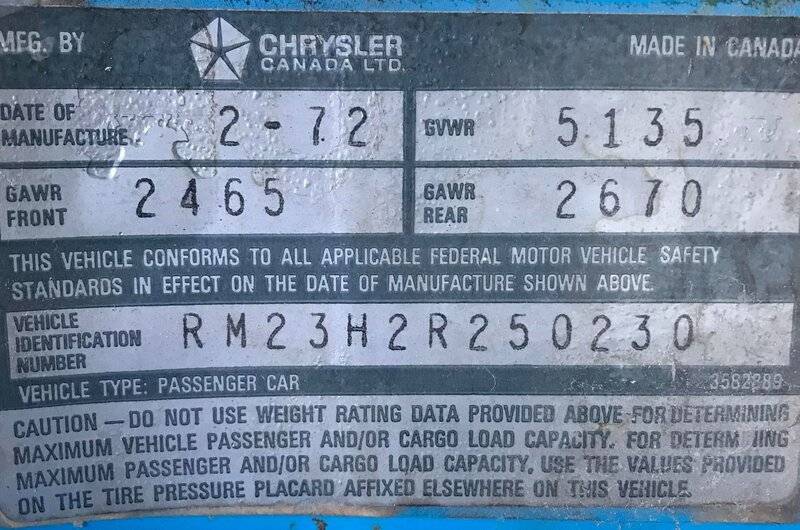 MFG. BY CHRYSLER CANADA LTD. MADE IN CANADA
DATE OF MANUFACTURE 2-72 GVWR 5135
GAWR FRONT 2465 GAWR REAR 2670
THIS VEHICLE CONFORMS TO ALL APPLICABLE FEDERAL MOTOR VEHICLE SAFETY
STANDARDS IN EFFECT ON THE DATE OF MANUFACTURE SHOWN ABOVE.
VEHICLE IDENTIFICATION NUMBER RM23H2R250230
VEHICLE TYPE: PASSENGER CAR 3582289
CAUTION — DO NOT USE WEIGHT RATING DATA PROVIDED ABOVE FOR DETERMINING
MAXIMUM VEHICLE PASSENGER AND/OR CARGO LOAD CAPACITY. FOR DETERM INING
MAXIMUM PASSENGER AND/OR CARGO LOAD CAPACITY, USE THE VALUES PROVIDED
ON THE TIRE PRESSURE PLACARD AFFIXED ELSEWHERE ON THIS VEHICLE.